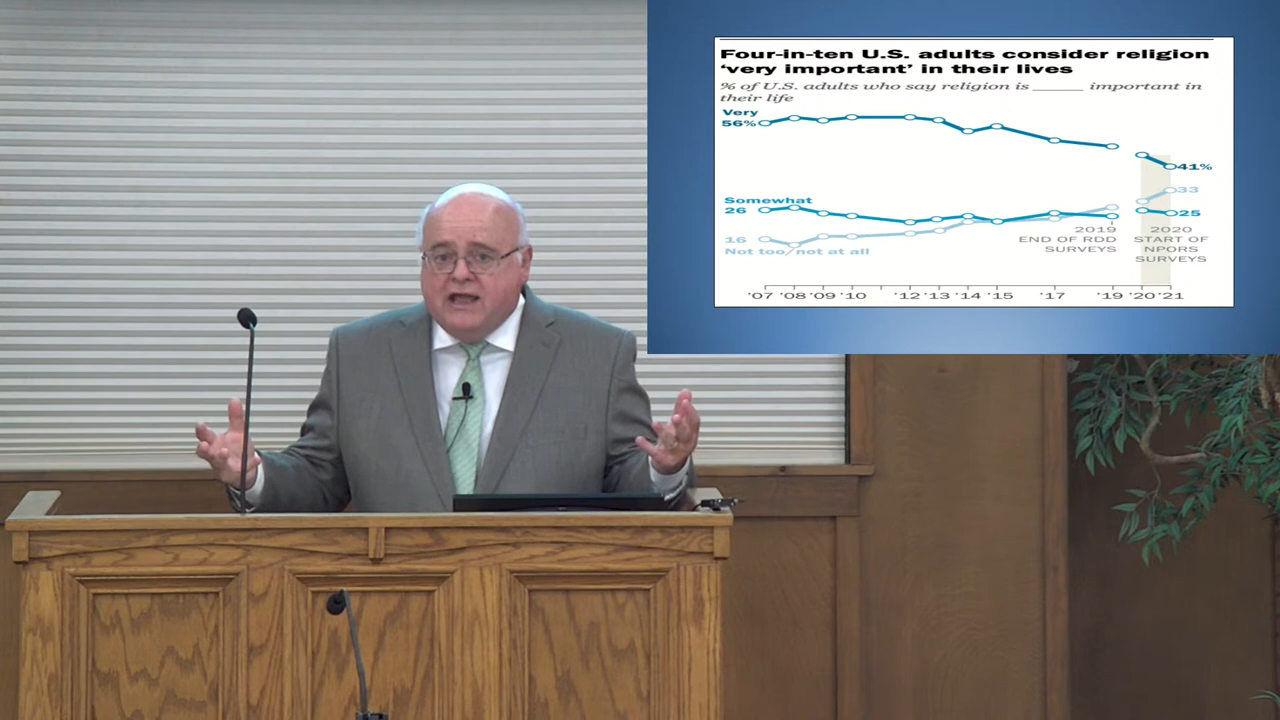 Four-in-ten U.S. adults consider religion
'very important' in their lives
% of U.S. adults who say religion is _____ important in
their life
Very
56%
41%
33
Somewhat
26
25
16
Not too/not at all
2019
END OF RDD
SURVEYS
2020
START OF
NPORS
SURVEYS
'07 '08 '09 '10 '12 '13 '14 '15 '17 '19 '20 '21